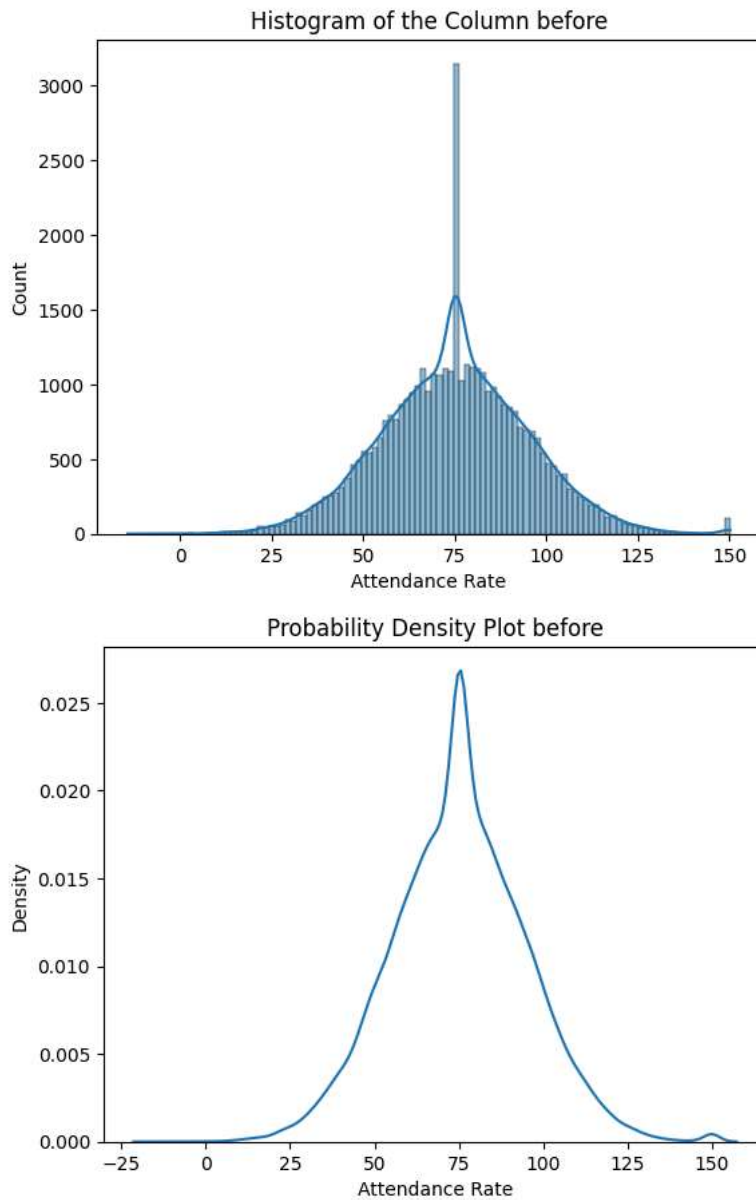 Histogram of the Column before
3000
2500
2000
1500
1000
500
0
Count
0 25 50 75 100 125 150
Attendance Rate
Probability Density Plot before
0.025
0.020
0.015
0.010
0.005
0.000
Density
−25 0 25 50 75 100 125 150
Attendance Rate